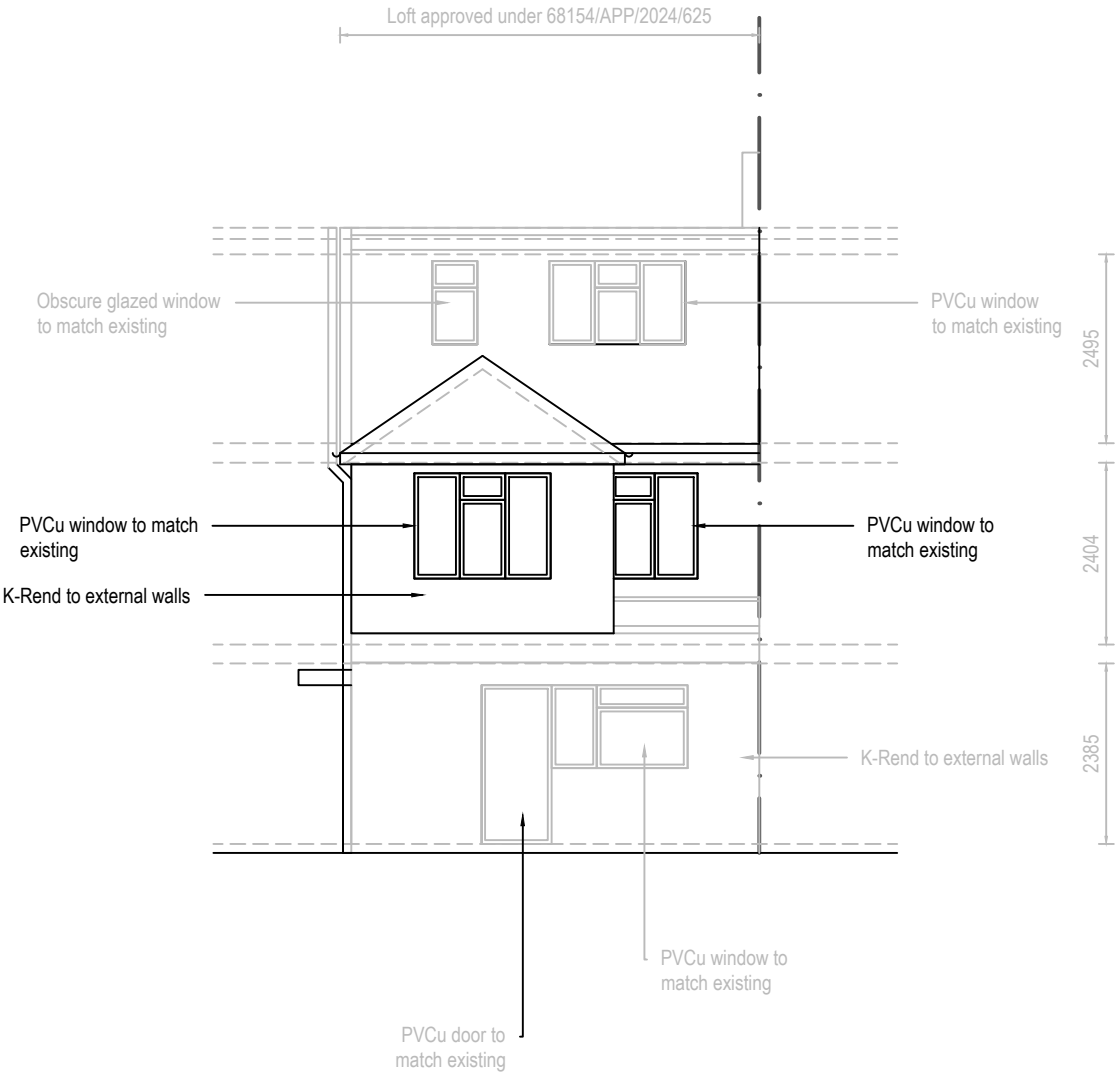 Loft approved under 68154/APP/2024/625
Obscure glazed window
to match existing
PVCu window
to match existing
2495
PVCu window to match
existing
PVCu window to
match existing
2404
K-Rend to external walls
K-Rend to external walls
2385
PVCu window to
match existing
PVCu door to
match existing